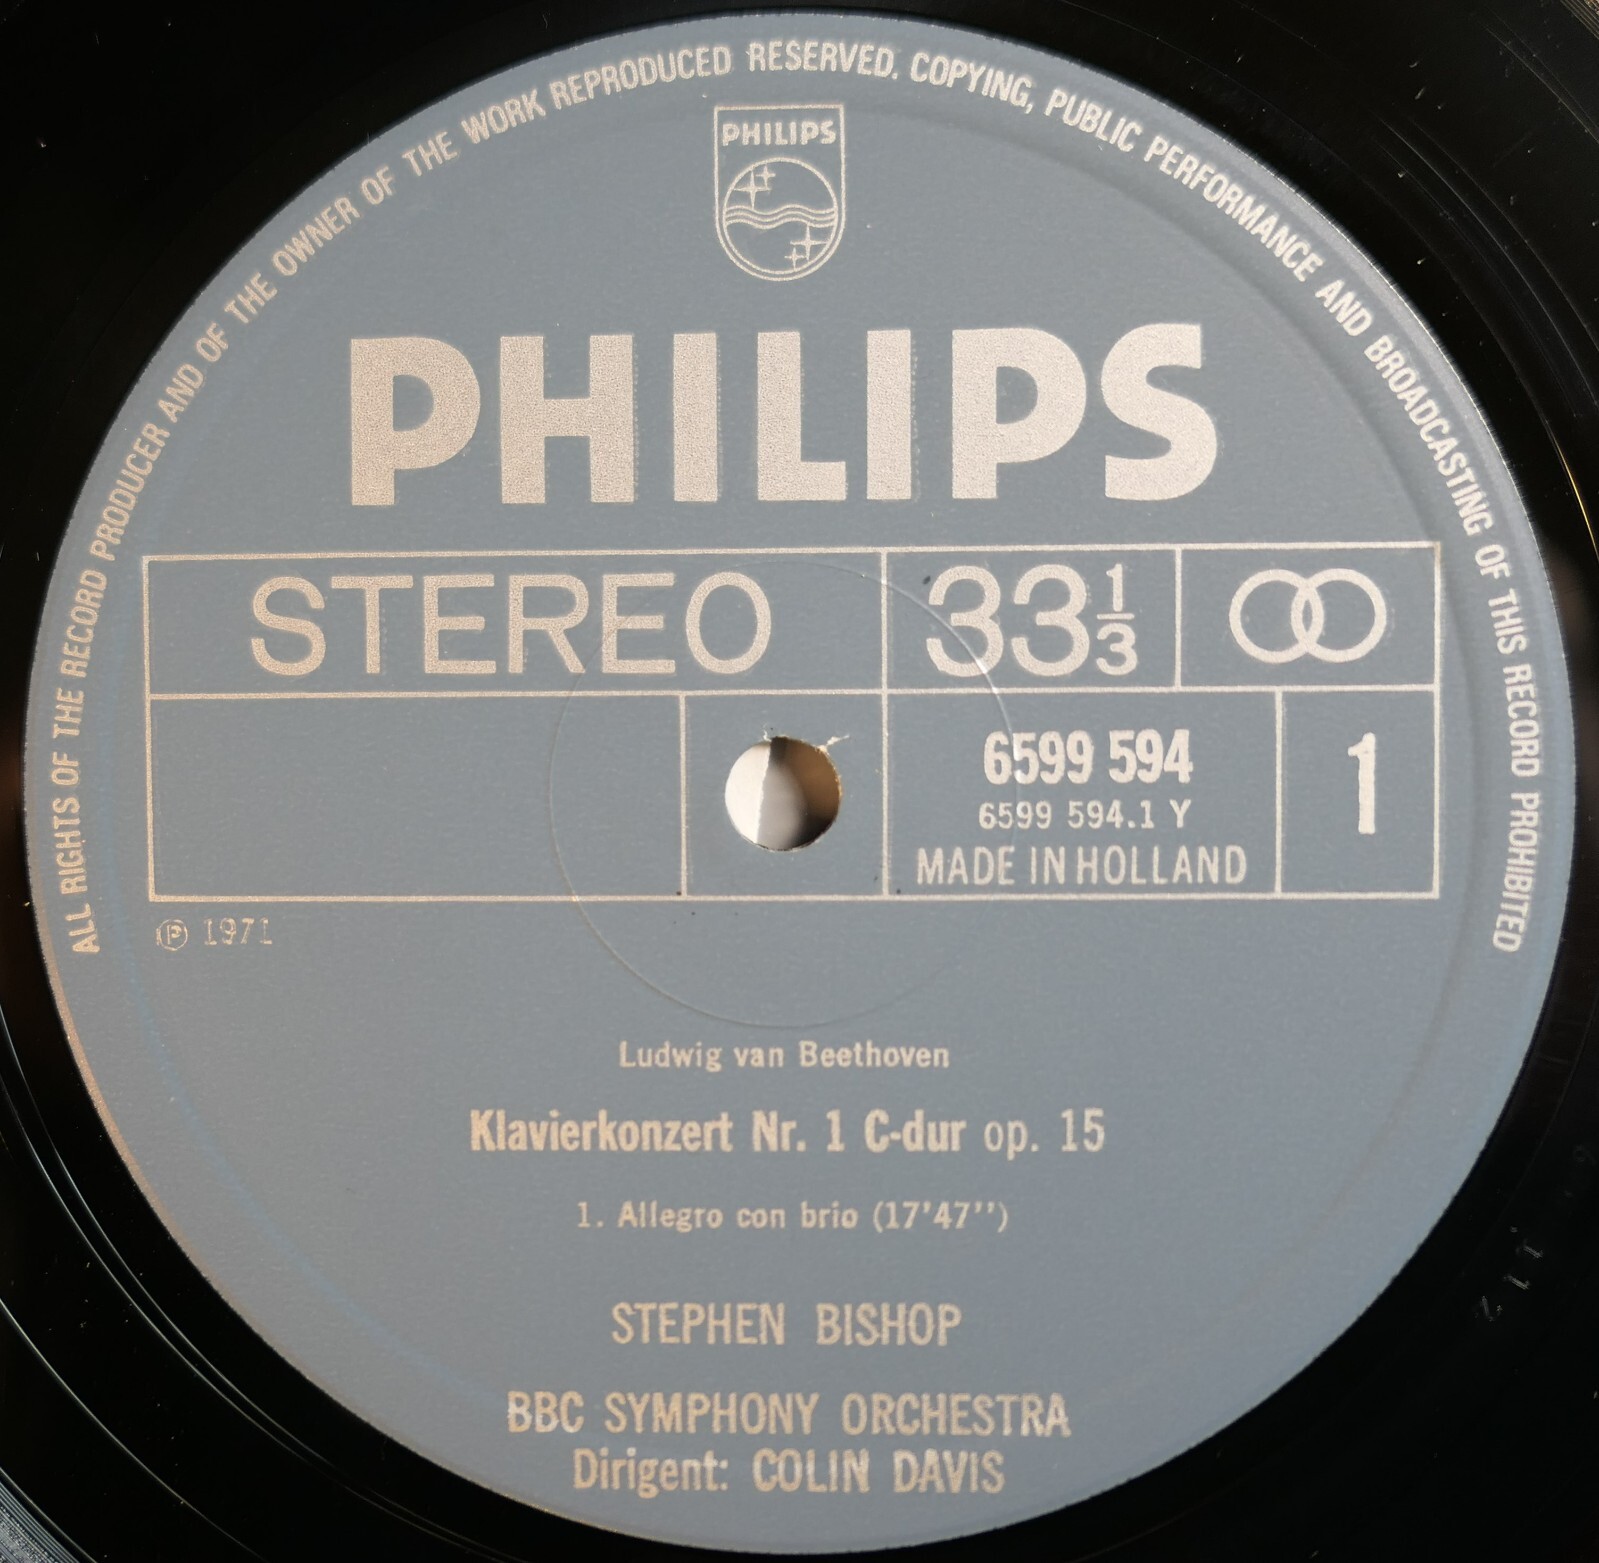 ALL RIGHTS OF THE RECORD PRODUCER AND OF THE OWNER OF THE WORK REPRODUCED RESERVED. COPYING, PUBLIC PERFORMANCE AND BROADCASTING OF THIS RECORD PROHIBITED
PHILIPS
PHILIPS
STEREO 33 1/3
6599 594 1
6599 594.1 Y
MADE IN HOLLAND
℗ 1971
Ludwig van Beethoven
Klavierkonzert Nr. 1 C-dur op. 15
1. Allegro con brio (17'47'')
STEPHEN BISHOP
BBC SYMPHONY ORCHESTRA
Dirigent: COLIN DAVIS